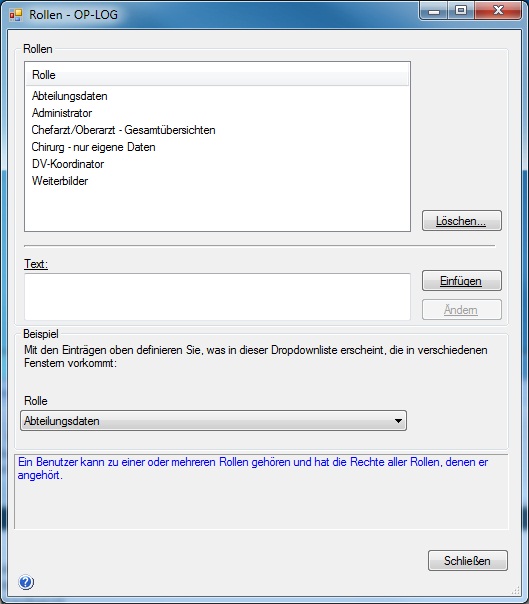 Rollen - OP-LOG
Rollen
Rolle
Abteilungsdaten
Administrator
Chefarzt/Oberarzt - Gesamtübersichten
Chirurg - nur eigene Daten
DV-Koordinator
Weiterbilder
Löschen...
Text:
Einfügen
Ändern
Beispiel
Mit den Einträgen oben definieren Sie, was in dieser Dropdownliste erscheint, die in verschiedenen
Fenstern vorkommt:
Rolle
Abteilungsdaten
Ein Benutzer kann zu einer oder mehreren Rollen gehören und hat die Rechte aller Rollen, denen er
angehört.
Schließen
?